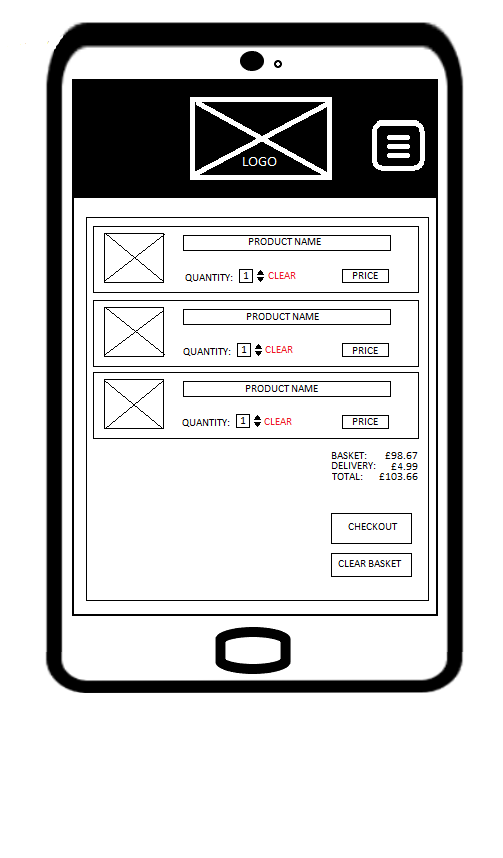 LOGO
PRODUCT NAME
QUANTITY: 1 CLEAR PRICE
PRODUCT NAME
QUANTITY: 1 CLEAR PRICE
PRODUCT NAME
QUANTITY: 1 CLEAR PRICE
BASKET: £98.67
DELIVERY: £4.99
TOTAL: £103.66
CHECKOUT
CLEAR BASKET